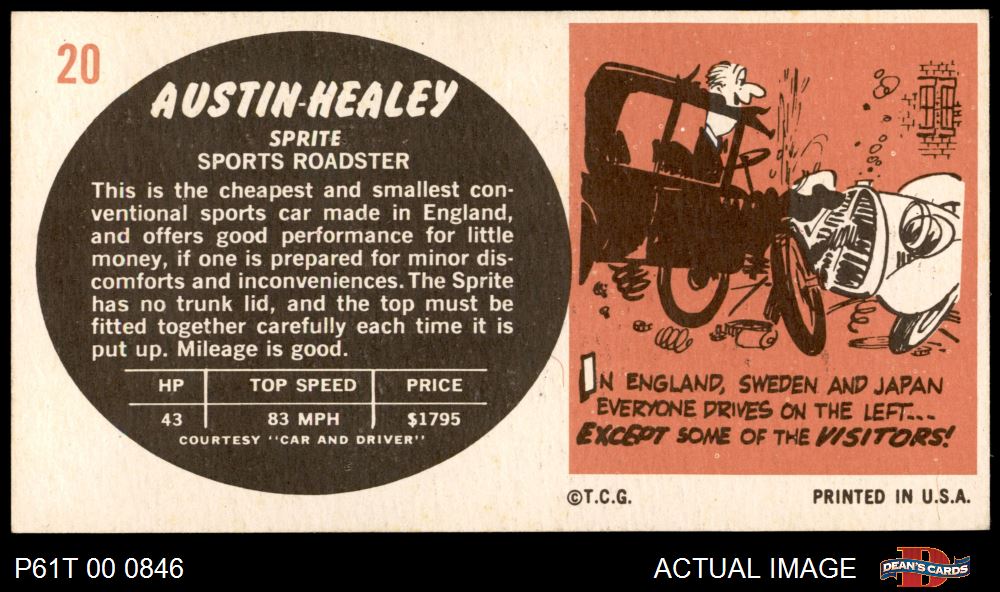 20
AUSTIN-HEALEY
SPRITE
SPORTS ROADSTER
This is the cheapest and smallest con-
ventional sports car made in England,
and offers good performance for little
money, if one is prepared for minor dis-
comforts and inconveniences. The Sprite
has no trunk lid, and the top must be
fitted together carefully each time it is
put up. Mileage is good.
HP TOP SPEED PRICE
43 83 MPH $1795
COURTESY "CAR AND DRIVER"
IN ENGLAND, SWEDEN AND JAPAN
EVERYONE DRIVES ON THE LEFT...
EXCEPT SOME OF THE VISITORS!
©T.C.G. PRINTED IN U.S.A.
P61T 00 0846 ACTUAL IMAGE DEAN'S CARDS